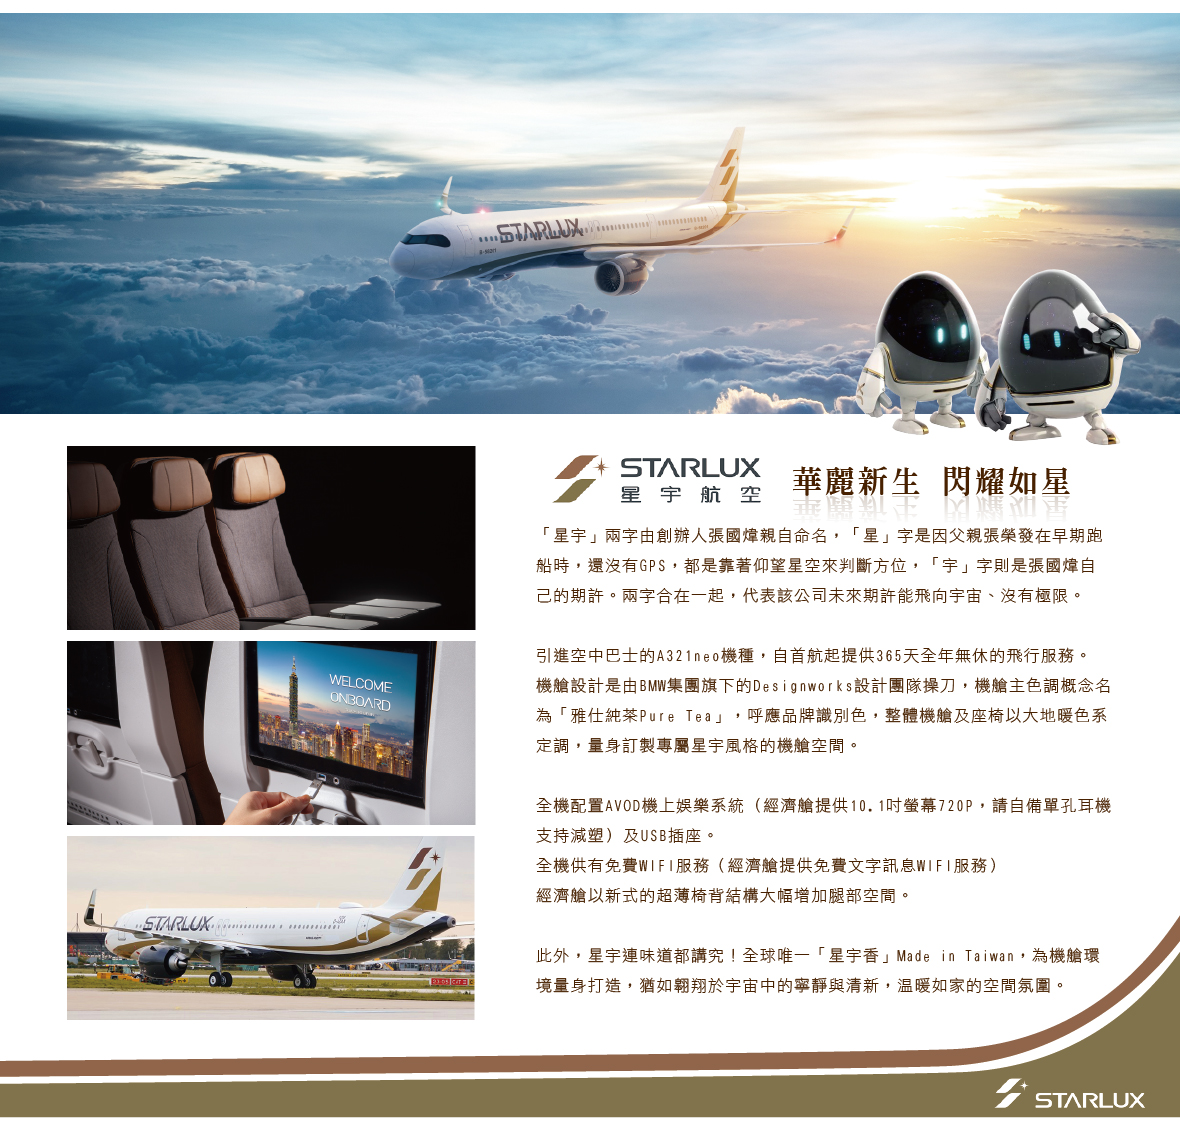 STARLUX
STARLUX
星宇航空
華麗新生 閃耀如星
「星宇」兩字由創辦人張國煒親自命名，「星」字是因父親張榮發在早期跑
船時，還沒有GPS，都是靠著仰望星空來判斷方位，「宇」字則是張國煒自
己的期許。兩字合在一起，代表該公司未來期許能飛向宇宙、沒有極限。
引進空中巴士的A321neo機種，自首航起提供365天全年無休的飛行服務。
機艙設計是由BMW集團旗下的Designworks設計團隊操刀，機艙主色調概念名
為「雅仕純茶Pure Tea」，呼應品牌識別色，整體機艙及座椅以大地暖色系
定調，量身訂製專屬星宇風格的機艙空間。
WELCOME
ONBOARD
全機配置AVOD機上娛樂系統（經濟艙提供10.1吋螢幕720P，請自備單孔耳機
支持減塑）及USB插座。
全機供有免費WIFI服務（經濟艙提供免費文字訊息WIFI服務）
經濟艙以新式的超薄椅背結構大幅增加腿部空間。
STARLUX
此外，星宇連味道都講究！全球唯一「星宇香」Made in Taiwan，為機艙環
境量身打造，猶如翱翔於宇宙中的寧靜與清新，温暖如家的空間氛圍。
STARLUX